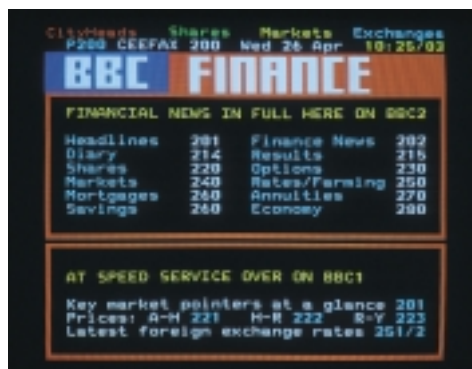 CityHeads Shares Markets Exchanges
P200 CEEFAX 200 Wed 26 Apr 10:25/03
BBC FINANCE
FINANCIAL NEWS IN FULL HERE ON BBC2
Headlines 201 Finance News 202
Diary 214 Results 215
Shares 220 Options 230
Markets 240 Rates/Farming 250
Mortgages 260 Annuities 270
Savings 260 Economy 280
AT SPEED SERVICE OVER ON BBC1
Key market pointers at a glance 201
Prices: A-H 221 H-R 222 R-Y 223
Latest foreign exchange rates 251/2